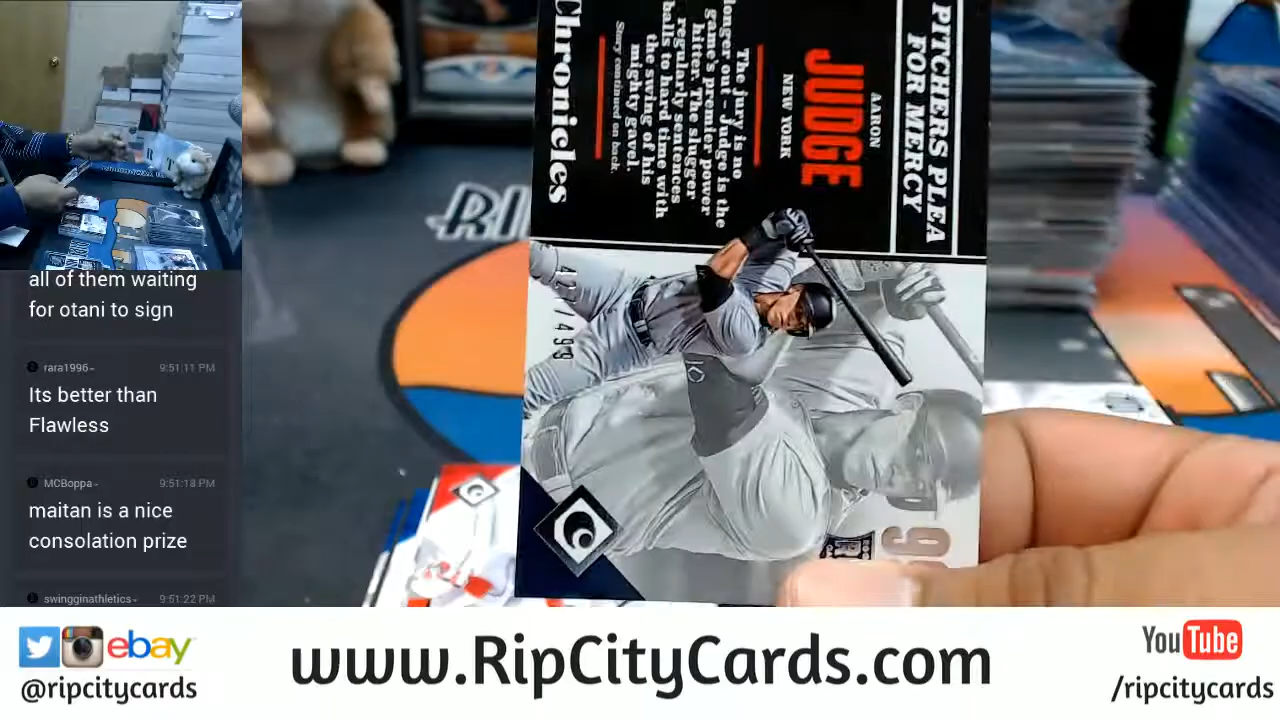 all of them waiting
for otani to sign
rara1996
9:51:11 PM
Its better than
Flawless
MCBoppa
9:51:18 PM
maitan is a nice
consolation prize
swingginathletics
9:51:22 PM
PITCHERS PLEA
FOR MERCY
AARON
JUDGE
NEW YORK
The jury is no
longer out – Judge is the
game's premier power
hitter. The slugger
regularly sentences
balls to hard time with
the swing of his
mighty gavel.
Story continued on back.
Chronicles
/499
RI
ebay
@ripcitycards
www.RipCityCards.com
YouTube
/ripcitycards